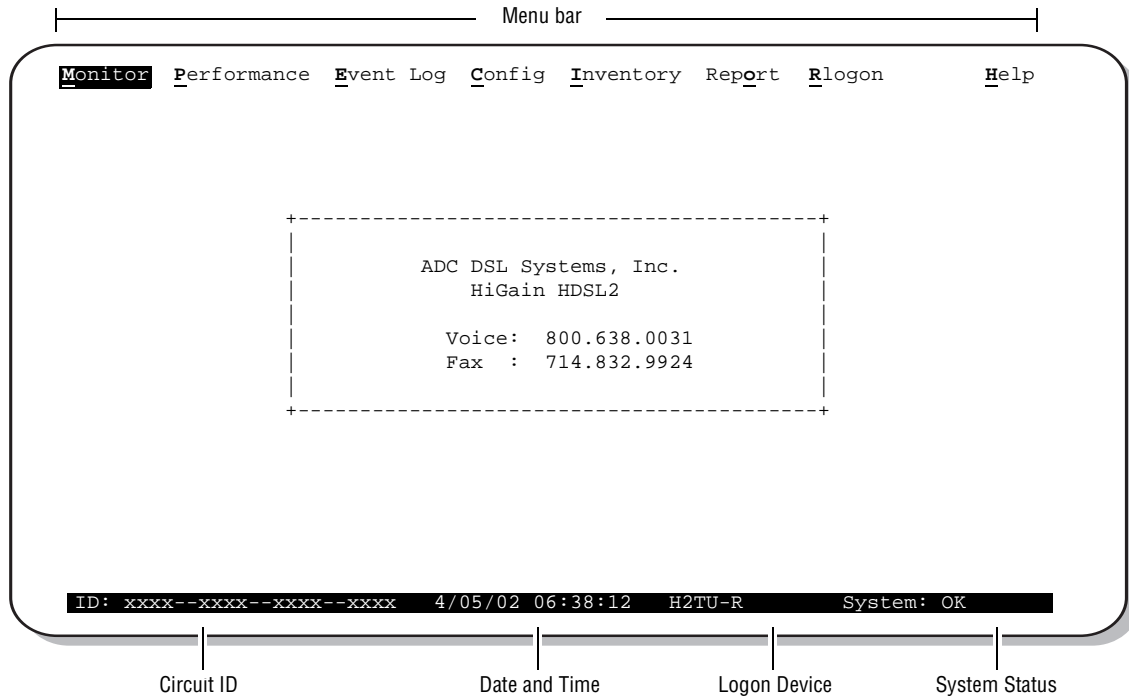 Menu bar
Monitor Performance Event Log Config Inventory Report Rlogon Help
ADC DSL Systems, Inc.
HiGain HDSL2
Voice: 800.638.0031
Fax : 714.832.9924
ID: xxxx--xxxx--xxxx--xxxx 4/05/02 06:38:12 H2TU-R System: OK
Circuit ID Date and Time Logon Device System Status